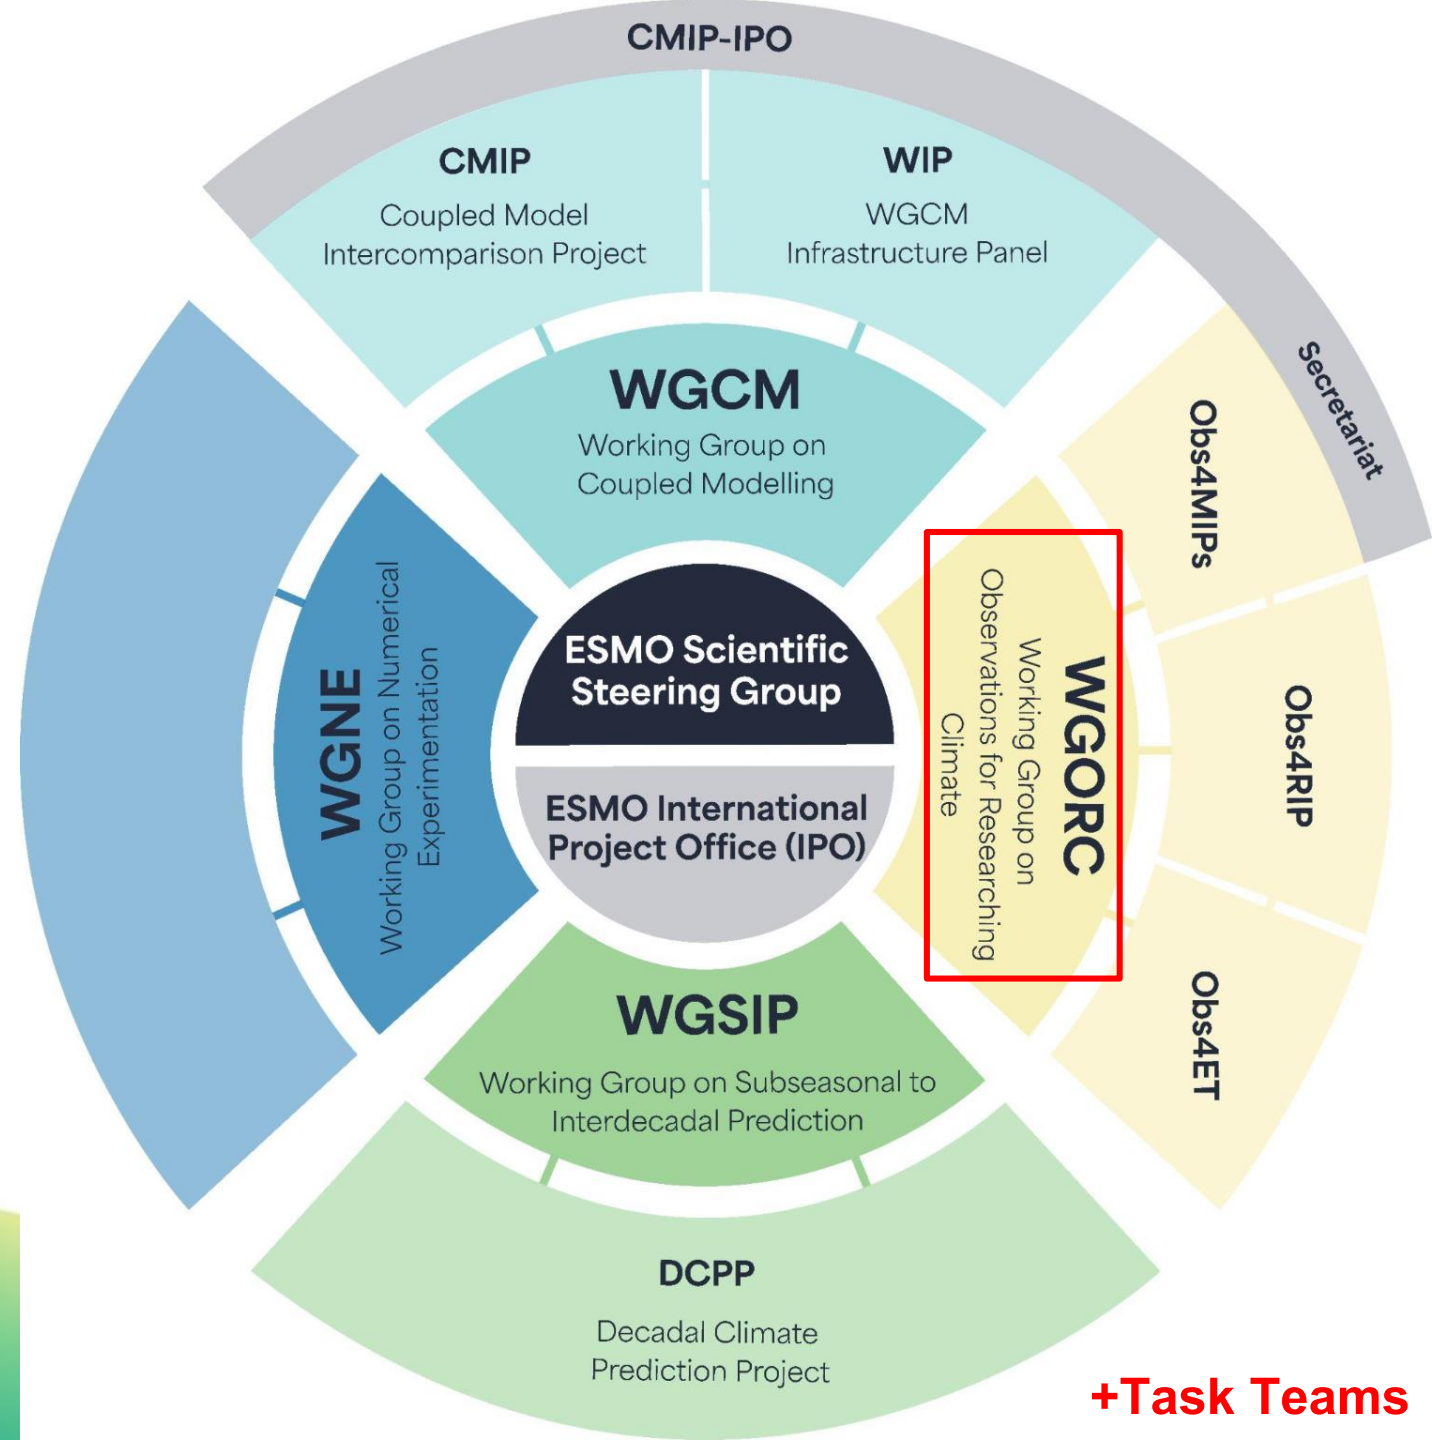 CMIP-IPO
Secretariat
CMIP
Coupled Model
Intercomparison Project
WIP
WGCM
Infrastructure Panel
WGCM
Working Group on
Coupled Modelling
Obs4MIPs
Obs4RIP
Obs4ET
WGORC
Working Group on
Observations for Researching
Climate
WGNE
Working Group on Numerical
Experimentation
ESMO Scientific
Steering Group
ESMO International
Project Office (IPO)
WGSIP
Working Group on Subseasonal to
Interdecadal Prediction
DCPP
Decadal Climate
Prediction Project
+Task Teams